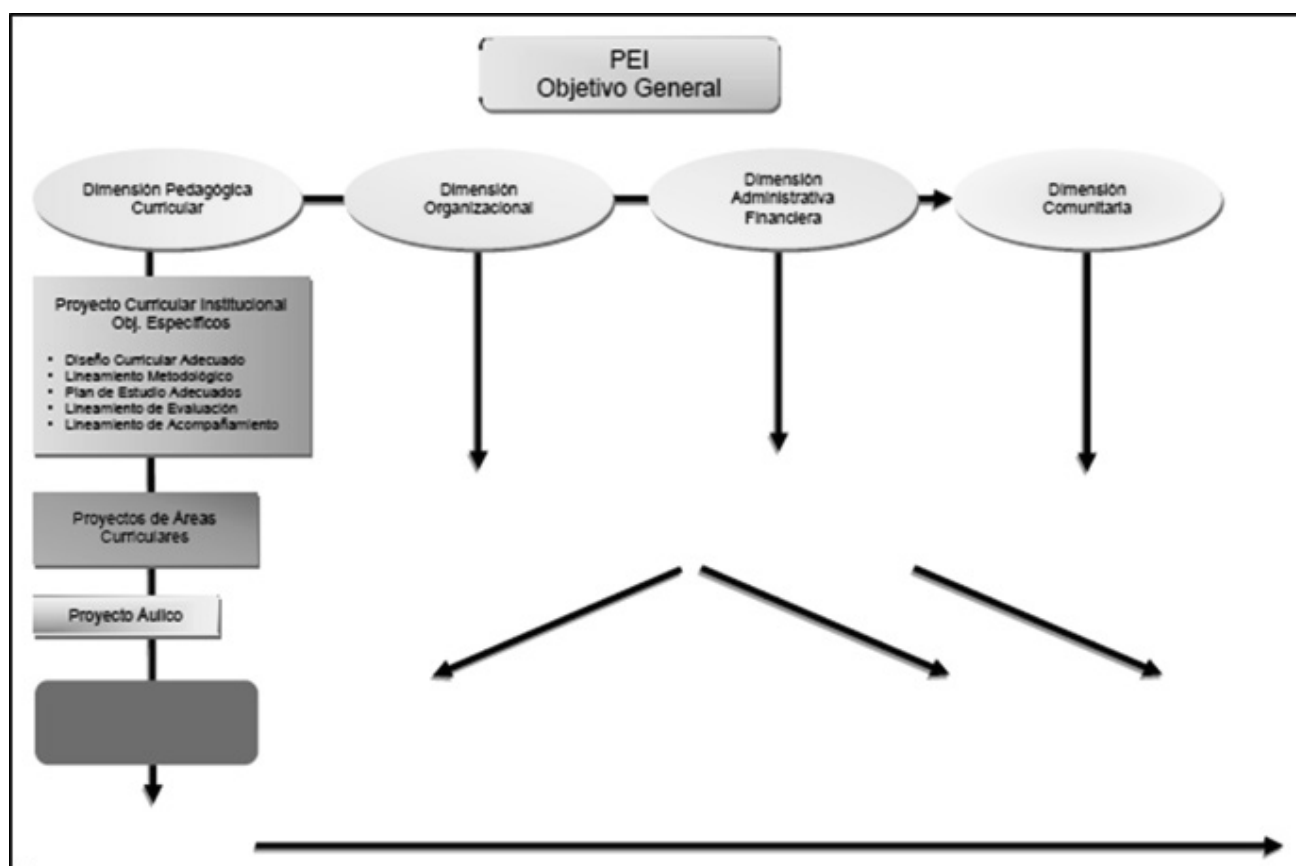 PEI
Objetivo General
Dimensión Pedagógica
Curricular
Dimensión
Organizacional
Dimensión
Administrativa
Financiera
Dimensión
Comunitaria
Proyecto Curricular Institucional
Obj. Específicos
• Diseño Curricular Adecuado
• Lineamiento Metodológico
• Plan de Estudio Adecuados
• Lineamiento de Evaluación
• Lineamiento de Acompañamiento
Proyectos de Áreas
Curriculares
Proyecto Áulico